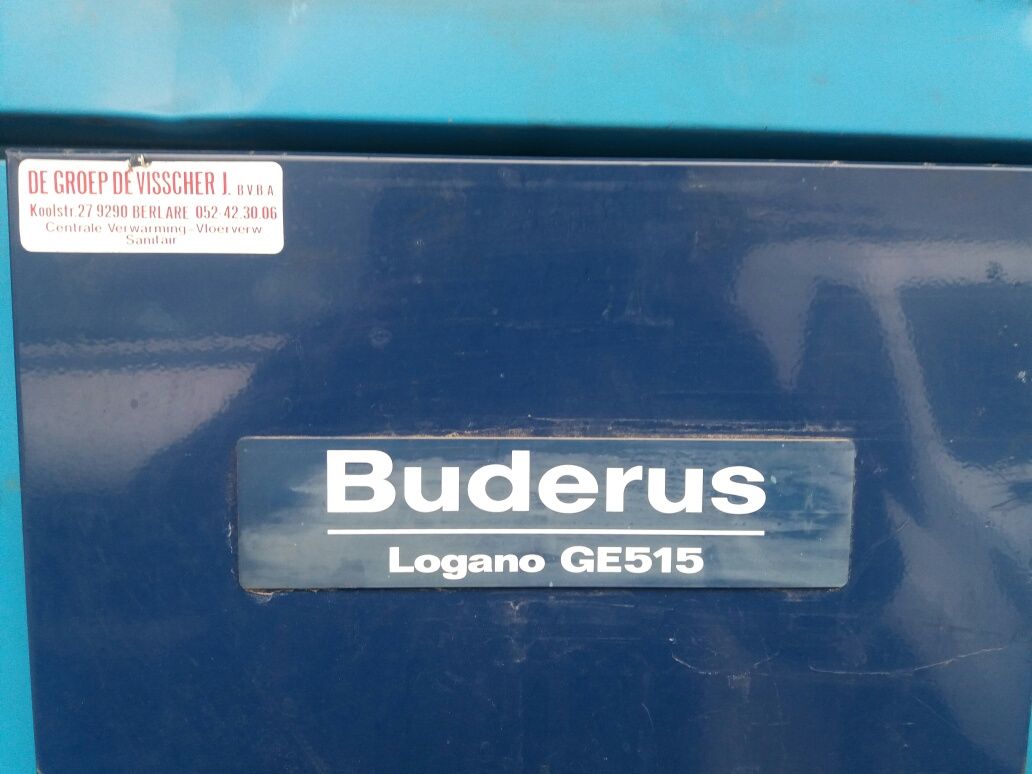 DE GROEP DE VISSCHER J. BVBA
Koolstr.27 9290 BERLARE 052-42.30.06
Centrale Verwarming-Vloerverw.
Sanitair
Buderus
Logano GE515